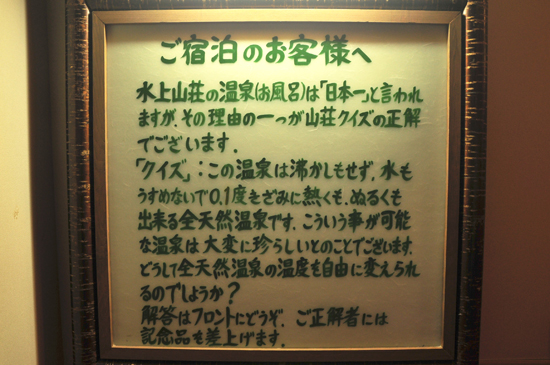 ご宿泊のお客様へ
水上山荘の温泉(お風呂)は「日本一」と言われ
ますが、その理由の一つが山荘クイズの正解
でございます.
「クイズ」:この温泉は沸かしもせず、水も
うすめないで0.1度きざみに熱くも、ぬるくも
出来る全天然温泉です。こういう事が可能
な温泉は大変に珍らしいとのことでございます.
どうして全天然温泉の温度を自由に変えられ
るのでしょうか?
解答はフロントにどうぞ. ご正解者には
記念品を差上げます.